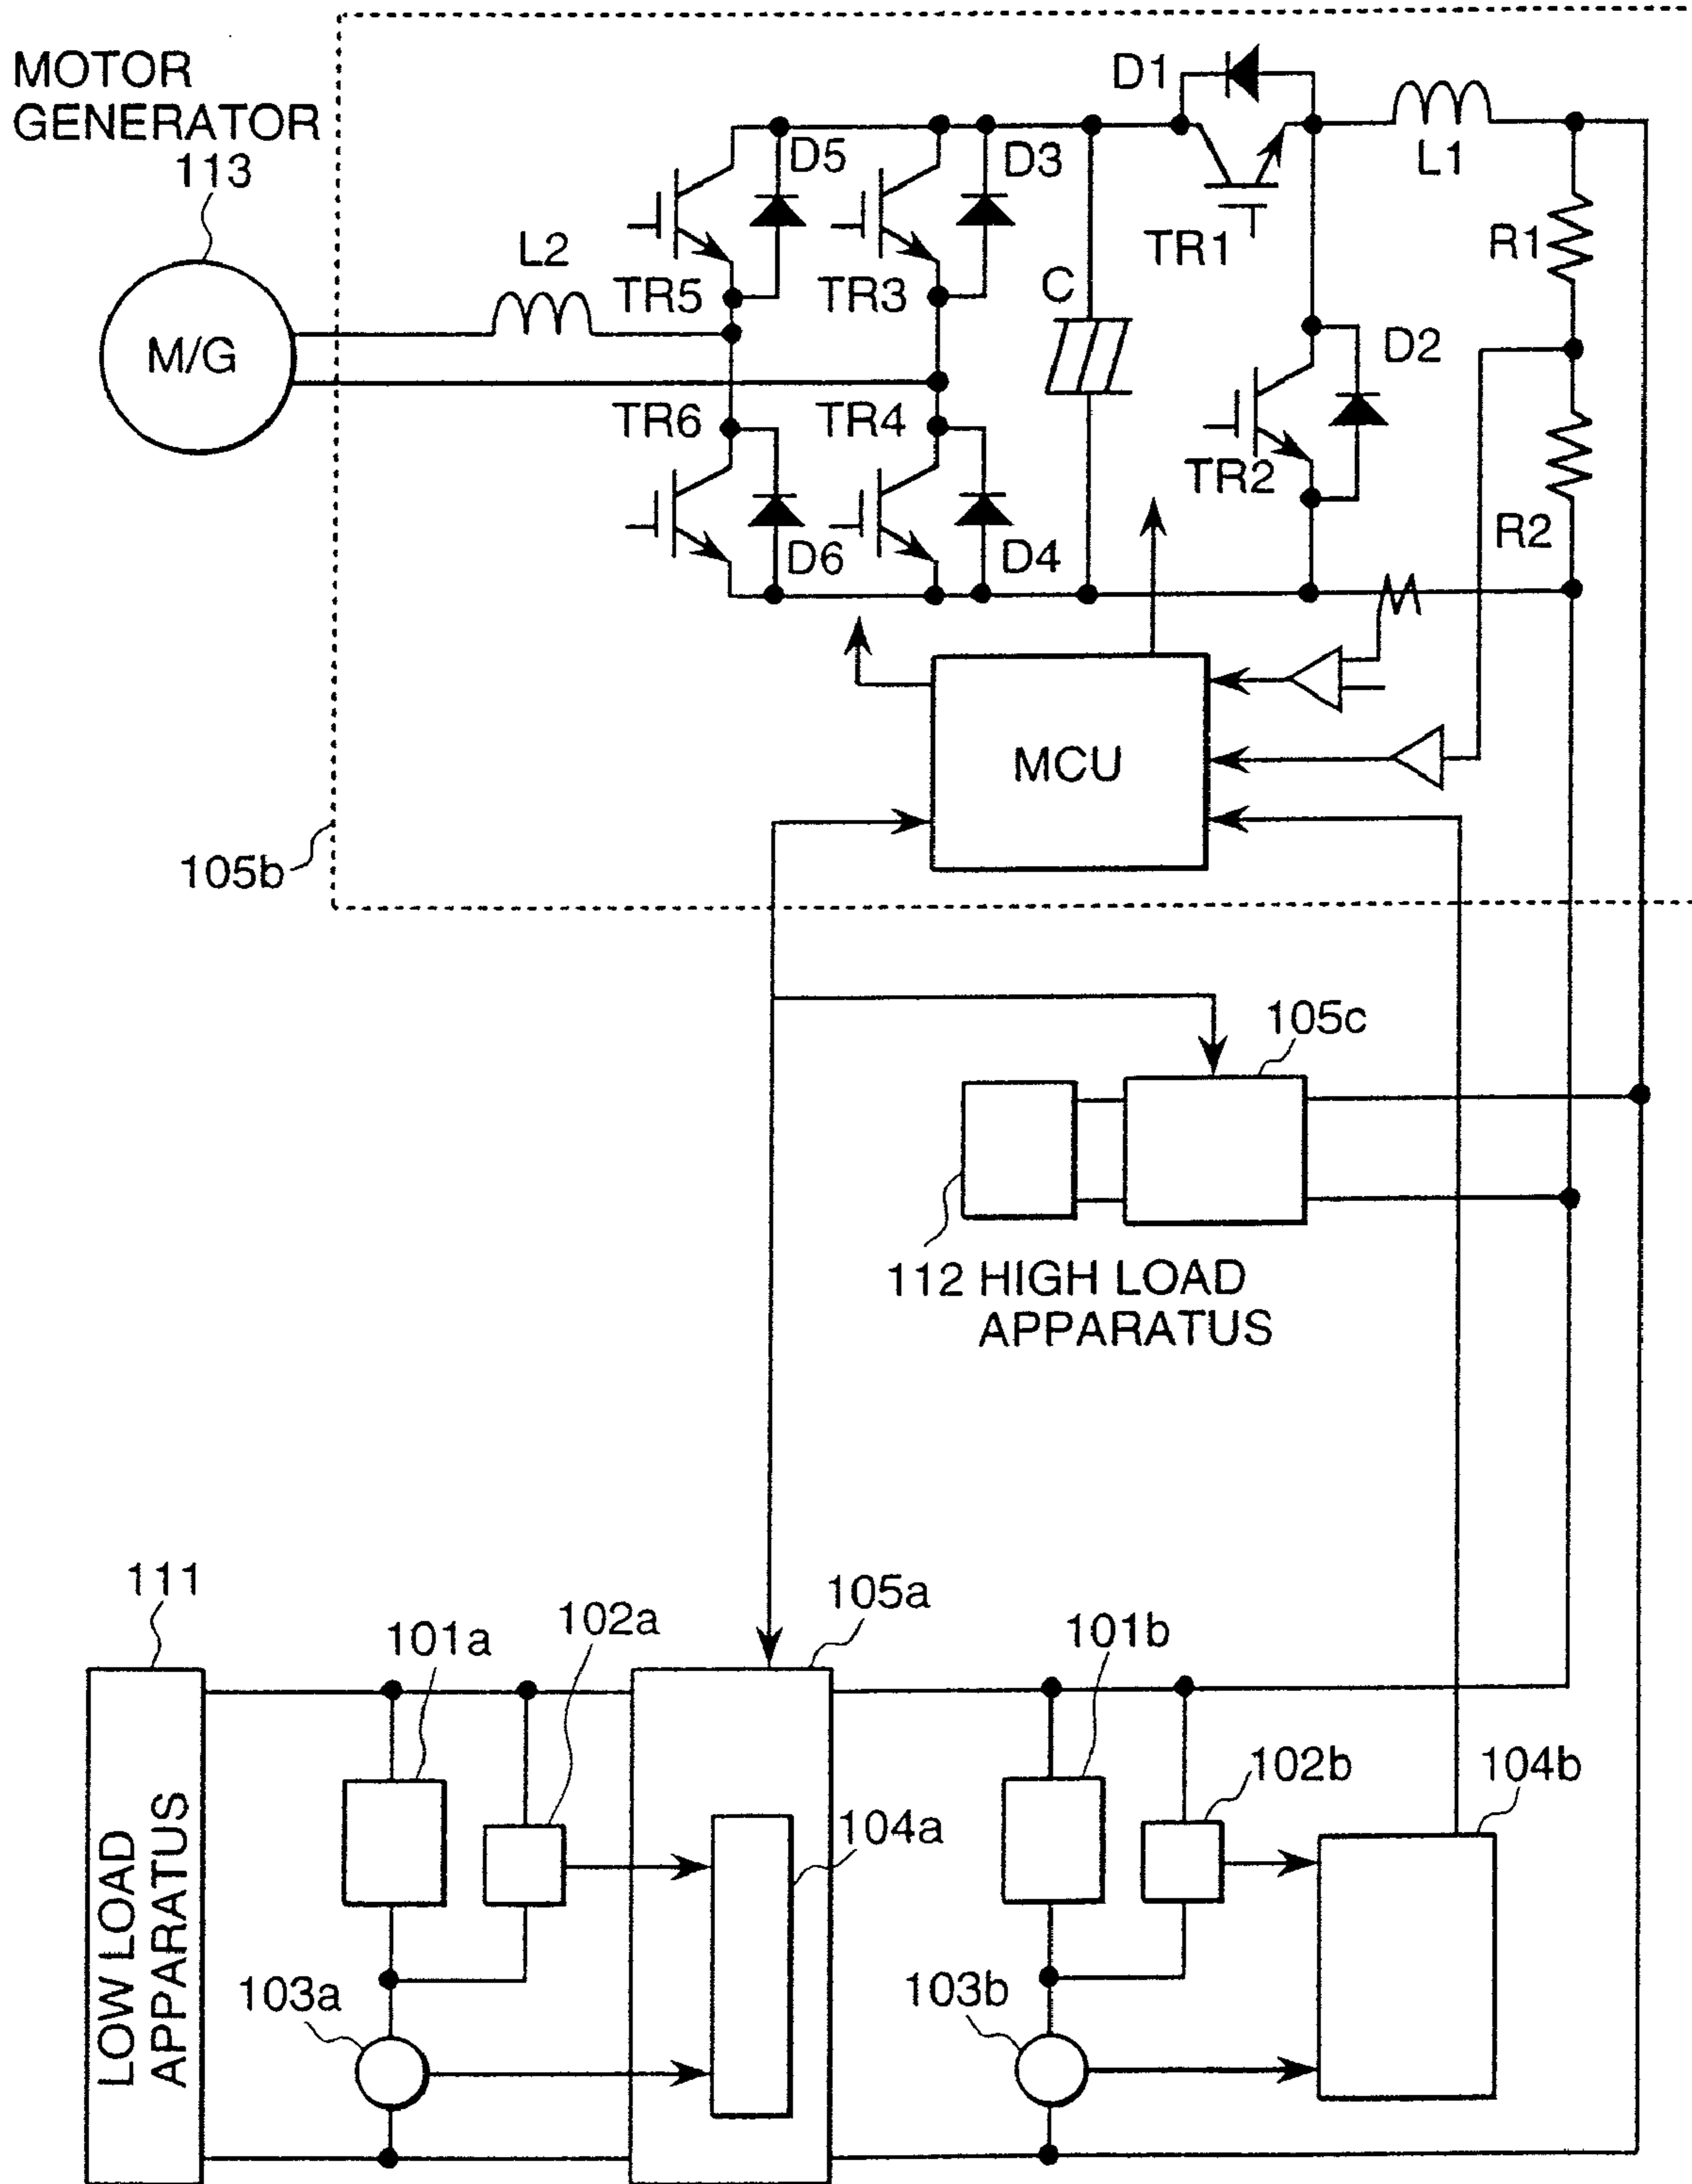 MOTOR
GENERATOR
113
M/G
L2
D5
D3
TR5
TR3
C
D1
TR1
L1
R1
D2
TR2
R2
TR6
TR4
D6
D4
MCU
105b
105c
112 HIGH LOAD
APPARATUS
111
101a
102a
105a
101b
102b
104b
104a
103a
103b
LOW LOAD
APPARATUS